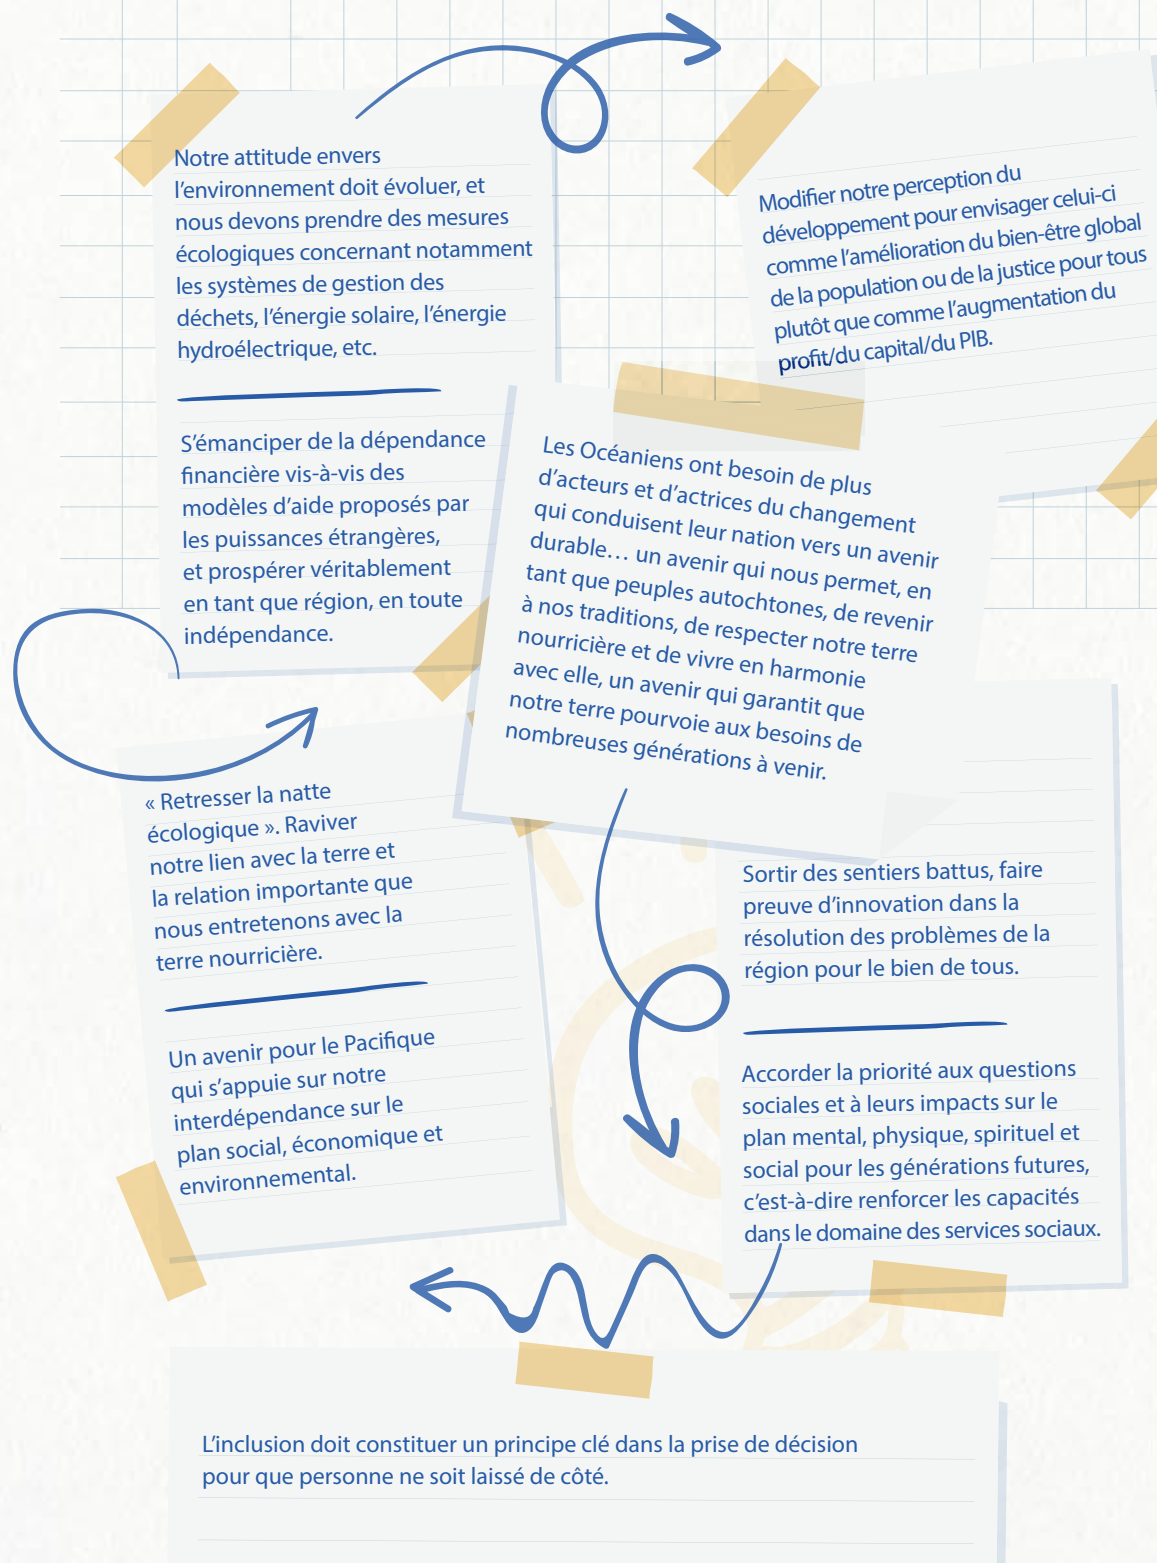 Notre attitude envers
l’environnement doit évoluer, et
nous devons prendre des mesures
écologiques concernant notamment
les systèmes de gestion des
déchets, l’énergie solaire, l’énergie
hydroélectrique, etc.
S’émanciper de la dépendance
financière vis-à-vis des
modèles d’aide proposés par
les puissances étrangères,
et prospérer véritablement
en tant que région, en toute
indépendance.
Modifier notre perception du
développement pour envisager celui-ci
comme l’amélioration du bien-être global
de la population ou de la justice pour tous
plutôt que comme l’augmentation du
profit/du capital/du PIB.
Les Océaniens ont besoin de plus
d’acteurs et d’actrices du changement
qui conduisent leur nation vers un avenir
durable… un avenir qui nous permet, en
tant que peuples autochtones, de revenir
à nos traditions, de respecter notre terre
nourricière et de vivre en harmonie
avec elle, un avenir qui garantit que
notre terre pourvoie aux besoins de
nombreuses générations à venir.
« Retresser la natte
écologique ». Raviver
notre lien avec la terre et
la relation importante que
nous entretenons avec la
terre nourricière.
Un avenir pour le Pacifique
qui s’appuie sur notre
interdépendance sur le
plan social, économique et
environnemental.
Sortir des sentiers battus, faire
preuve d’innovation dans la
résolution des problèmes de la
région pour le bien de tous.
Accorder la priorité aux questions
sociales et à leurs impacts sur le
plan mental, physique, spirituel et
social pour les générations futures,
c’est-à-dire renforcer les capacités
dans le domaine des services sociaux.
L’inclusion doit constituer un principe clé dans la prise de décision
pour que personne ne soit laissé de côté.